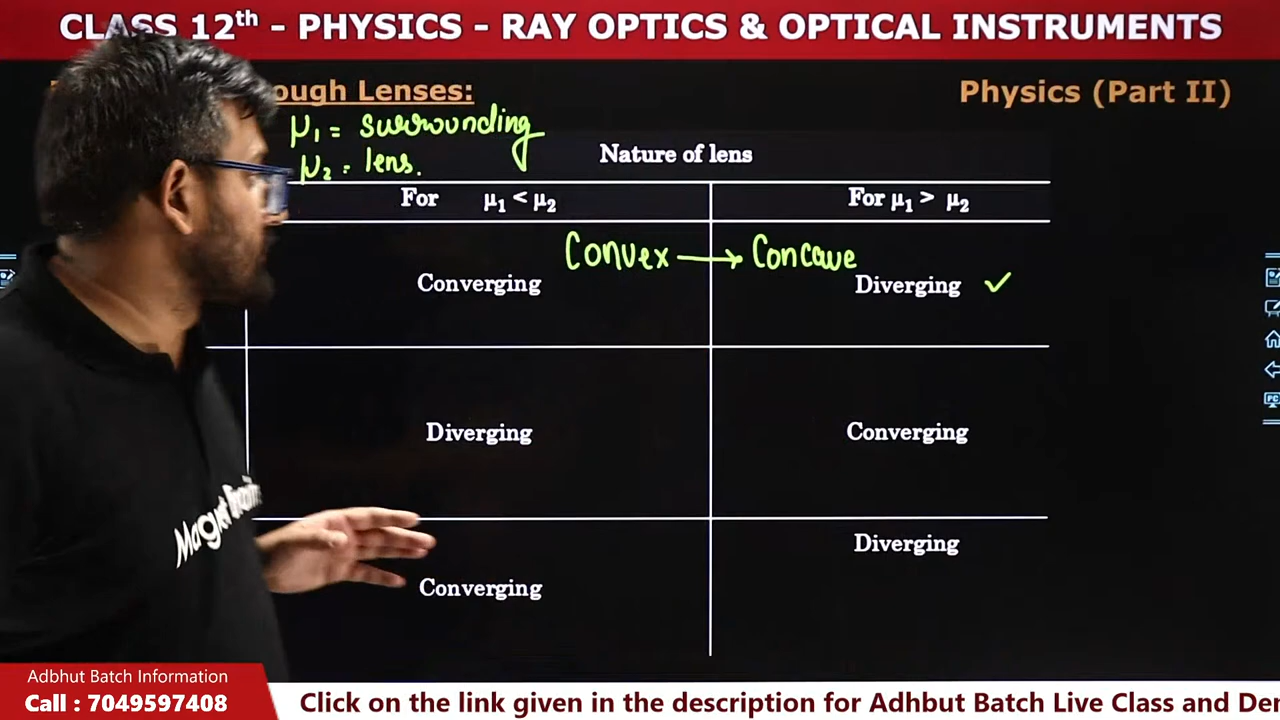 CLASS 12th - PHYSICS - RAY OPTICS & OPTICAL INSTRUMENTS
Lenses:
Physics (Part II)
μ1 = surrounding
μ2 = lens.
Nature of lens
For μ1 < μ2
For μ1 > μ2
Convex → Concave
Converging
Diverging ✓
Diverging
Converging
Diverging
Converging
Adbhut Batch Information
Call : 7049597408
Click on the link given in the description for Adhbut Batch Live Class and